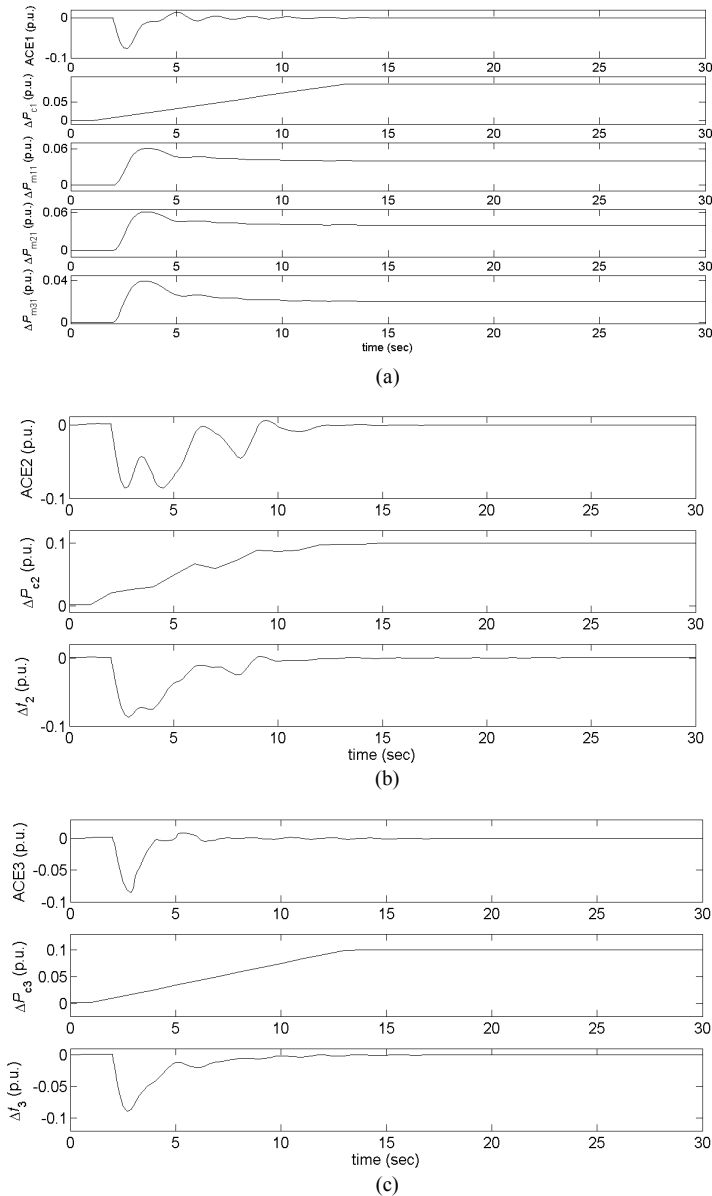 ACE1 (p.u.)
0
-0.1
0 5 10 15 20 25 30
ΔPc1 (p.u.)
0.05
0
0 5 10 15 20 25 30
ΔPm11 (p.u.)
0.06
0
0 5 10 15 20 25 30
ΔPm21 (p.u.)
0.06
0
0 5 10 15 20 25 30
ΔPm31 (p.u.)
0.04
0
0 5 10 15 20 25 30
time (sec)
(a)
ACE2 (p.u.)
0
-0.1
0 5 10 15 20 25 30
ΔPc2 (p.u.)
0.1
0
0 5 10 15 20 25 30
Δf2 (p.u.)
0
-0.1
0 5 10 15 20 25 30
time (sec)
(b)
ACE3 (p.u.)
0
-0.05
-0.1
0 5 10 15 20 25 30
ΔPc3 (p.u.)
0.1
0.05
0
0 5 10 15 20 25 30
Δf3 (p.u.)
0
-0.05
-0.1
0 5 10 15 20 25 30
time (sec)
(c)